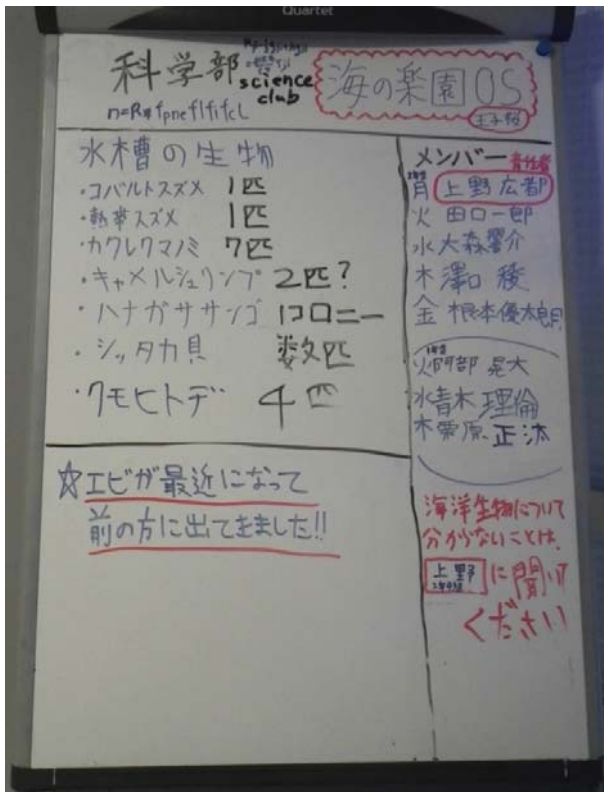 Quartet
科学部
science
club
n=R* fpne flfifcL
海の楽園OS
水槽の生物
・コバルトスズメ 1匹
・熱帯スズメ 1匹
・カクレクマノミ 7匹
・キャメルシュリンプ 2匹?
・ハナガササンゴ 1コロニー
・シッタカ貝 数匹
・クモヒトデ 4匹
☆エビが最近になって
前の方に出てきました!!
メンバー 責任者
月 上野広都
火 田口一郎
水 大森響介
木 澤口 稜
金 根本優太朗
火 阿部 晃大
水 青木 理倫
木 栗原 正汰
海洋生物について
分からないことは、
上野 に聞いて
ください